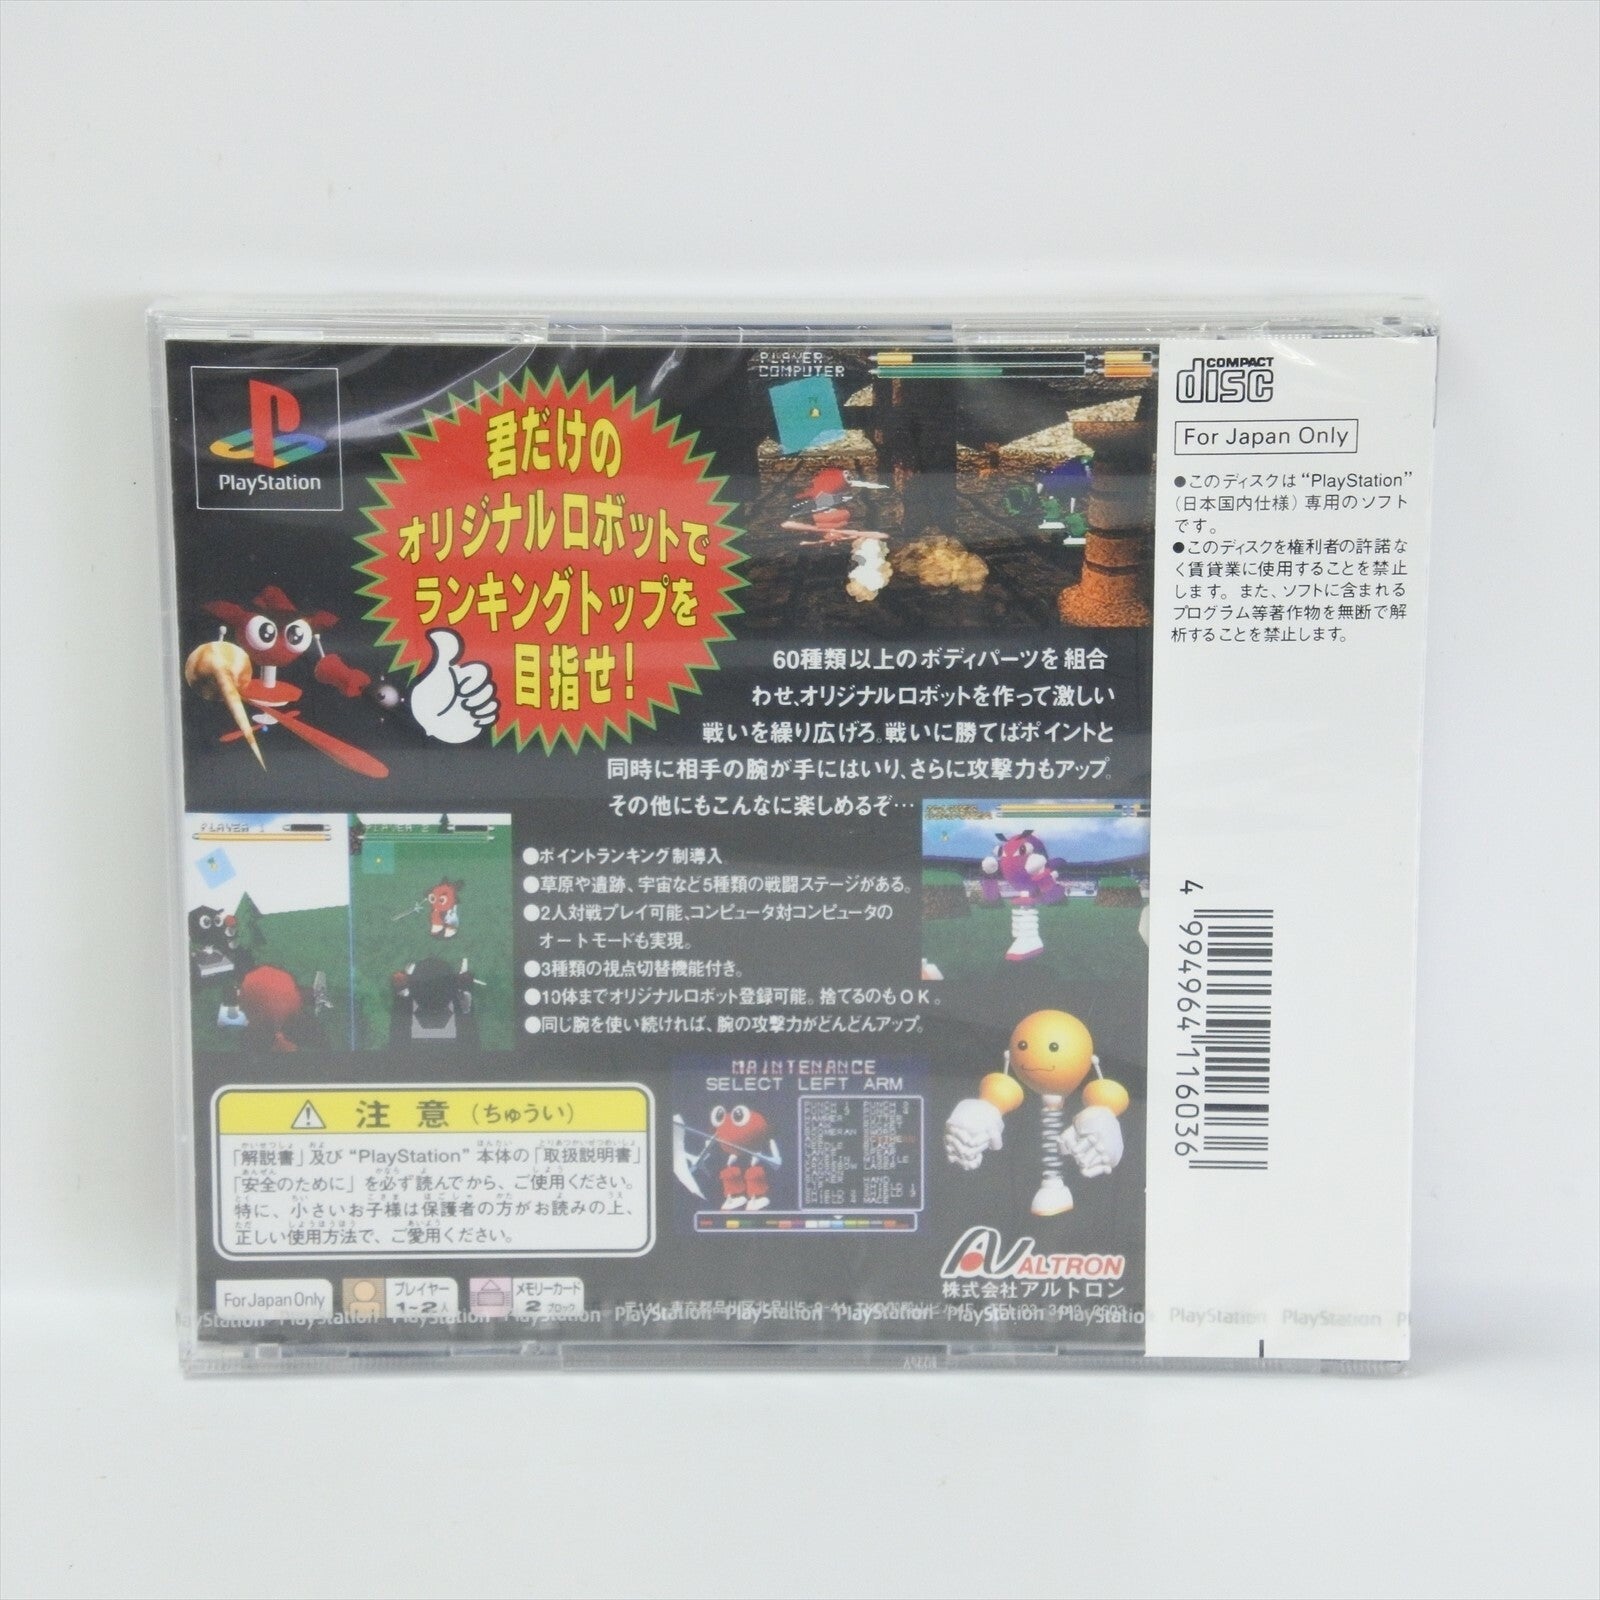 PlayStation
君だけの
オリジナルロボットで
ランキングトップを
目指せ!
PLAYER
COMPUTER
60種類以上のボディパーツを組合
わせ、オリジナルロボットを作って激しい
戦いを繰り広げろ。戦いに勝てばポイントと
同時に相手の腕が手にはいり、さらに攻撃力もアップ。
その他にもこんなに楽しめるぞ…
PLAYER 1
PLAYER 2
●ポイントランキング制導入
●草原や遺跡、宇宙など5種類の戦闘ステージがある。
●2人対戦プレイ可能、コンピュータ対コンピュータの
オートモードも実現。
●3種類の視点切替機能付き。
●10体までオリジナルロボット登録可能。捨てるのもOK。
●同じ腕を使い続ければ、腕の攻撃力がどんどんアップ。
MAINTENANCE
SELECT LEFT ARM
注意(ちゅうい)
「解説書」及び“PlayStation”本体の「取扱説明書」
「安全のために」を必ず読んでから、ご使用ください。
特に、小さいお子様は保護者の方がお読みの上、
正しい使用方法で、ご愛用ください。
For Japan Only
プレイヤー
1~2人
メモリーカード
2ブロック
ALTRON
株式会社アルトロン
PlayStation PlayStation PlayStation PlayStation PlayStation PlayStation PlayStation
COMPACT
disc
For Japan Only
●このディスクは“PlayStation”
(日本国内仕様)専用のソフト
です。
●このディスクを権利者の許諾な
く賃貸業に使用することを禁止
します。また、ソフトに含まれる
プログラム等著作物を無断で解
析することを禁止します。
4 994964 116036